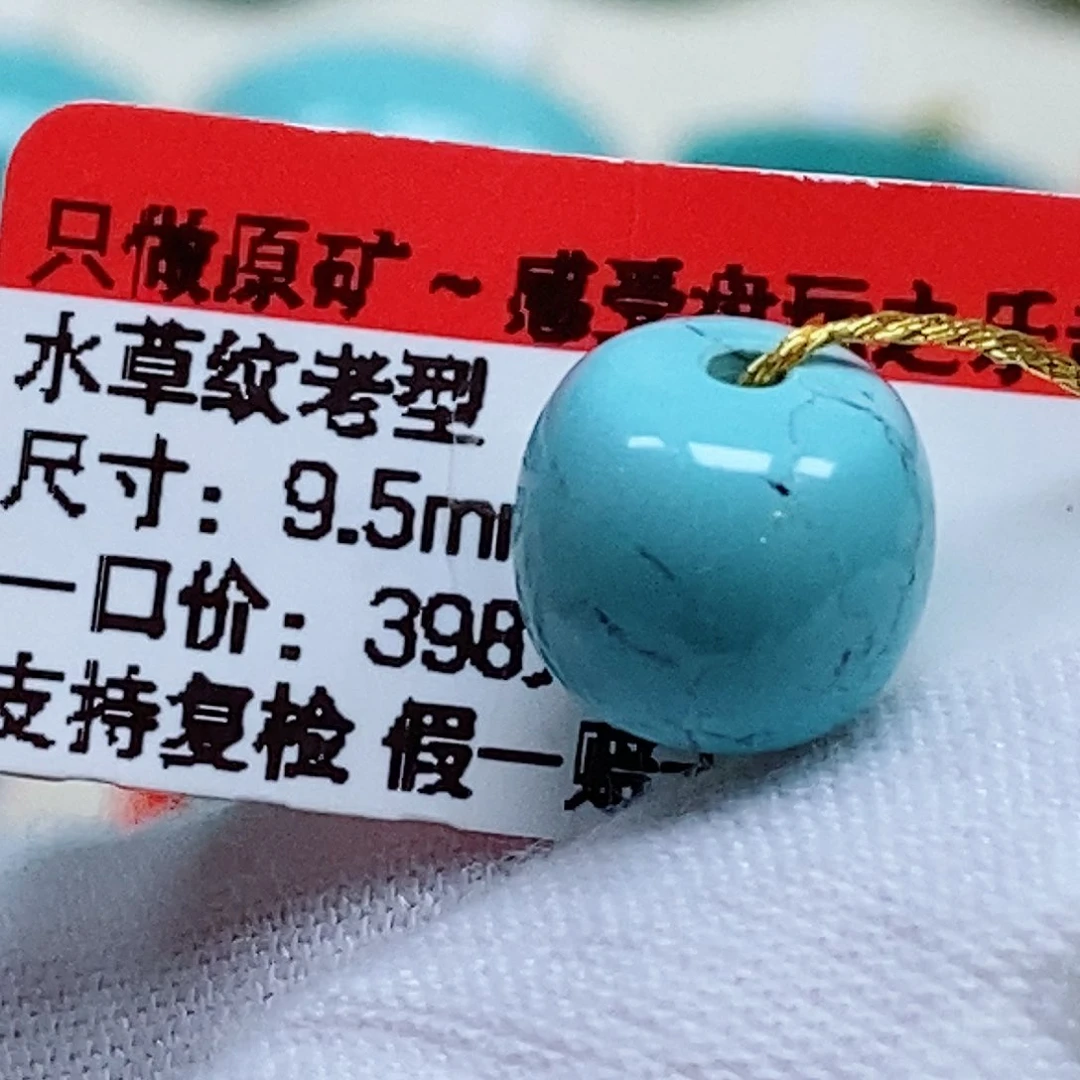 只做原矿~感受盘玩之乐
水草纹老型
尺寸：9.5m
一口价：398
支持复检 假一赔